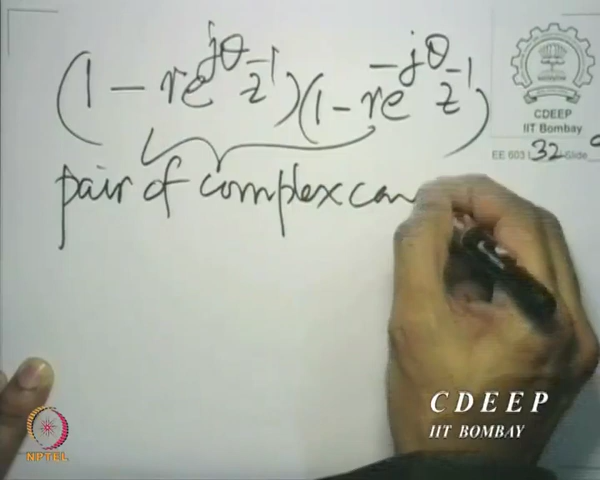 (1 - re^{jθ} z^{-1})(1 - re^{-jθ} z^{-1})
pair of complex con
CDEEP
IIT Bombay
EE 603 L 32 Slide
CDEEP
IIT BOMBAY
NPTEL